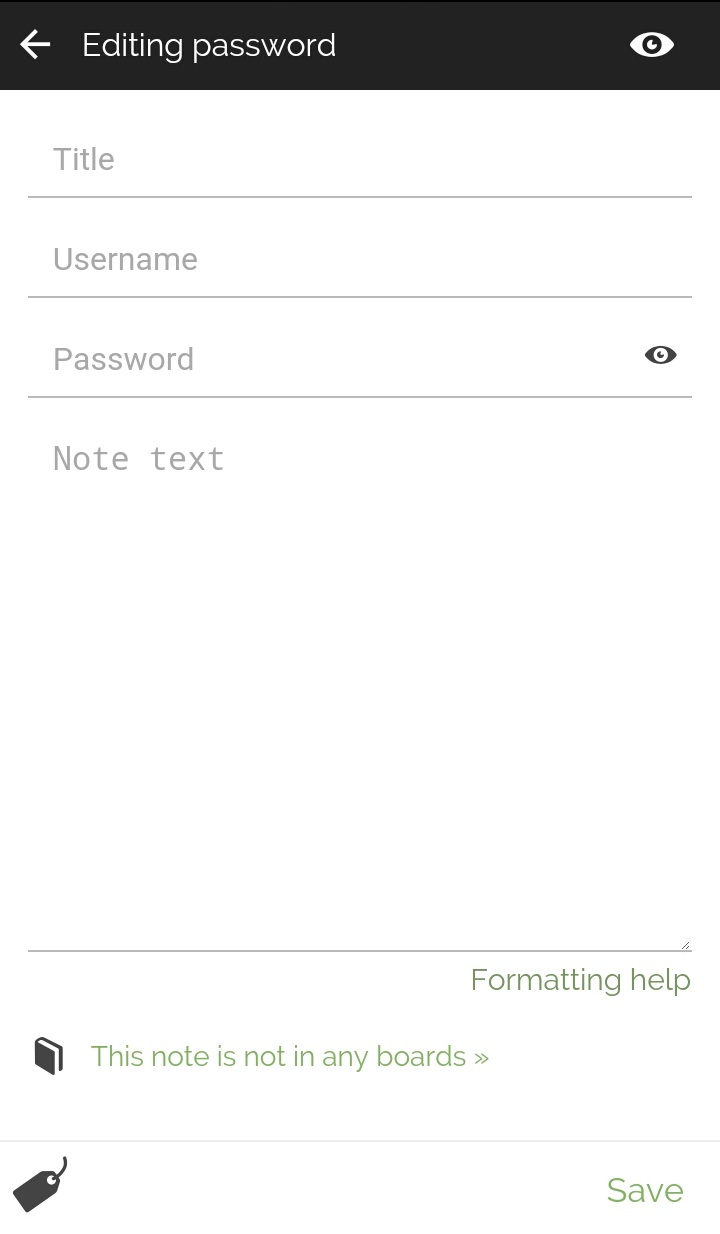 Editing password
Title
Username
Password
Note text
Formatting help
This note is not in any boards »
Save